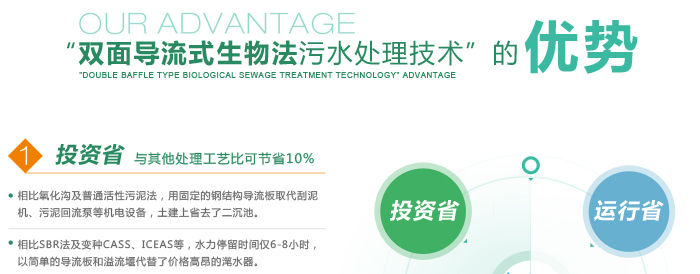 OUR ADVANTAGE
“双面导流式生物法污水处理技术”的优势
"DOUBLE BAFFLE TYPE BIOLOGICAL SEWAGE TREATMENT TECHNOLOGY" ADVANTAGE
1 投资省 与其他处理工艺比可节省10%
相比氧化沟及普通活性污泥法，用固定的钢结构导流板取代刮泥
机、污泥回流泵等机电设备，土建上省去了二沉池。
相比SBR法及变种CASS、ICEAS等，水力停留时间仅6-8小时，
以简单的导流板和溢流堰代替了价格高昂的滗水器。
投资省
运行省